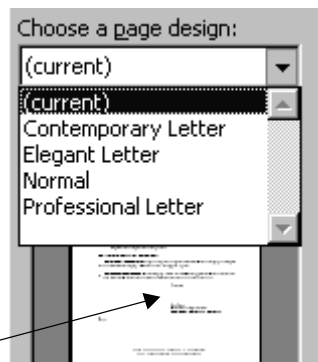 Choose a page design:
(current)
(current)
Contemporary Letter
Elegant Letter
Normal
Professional Letter